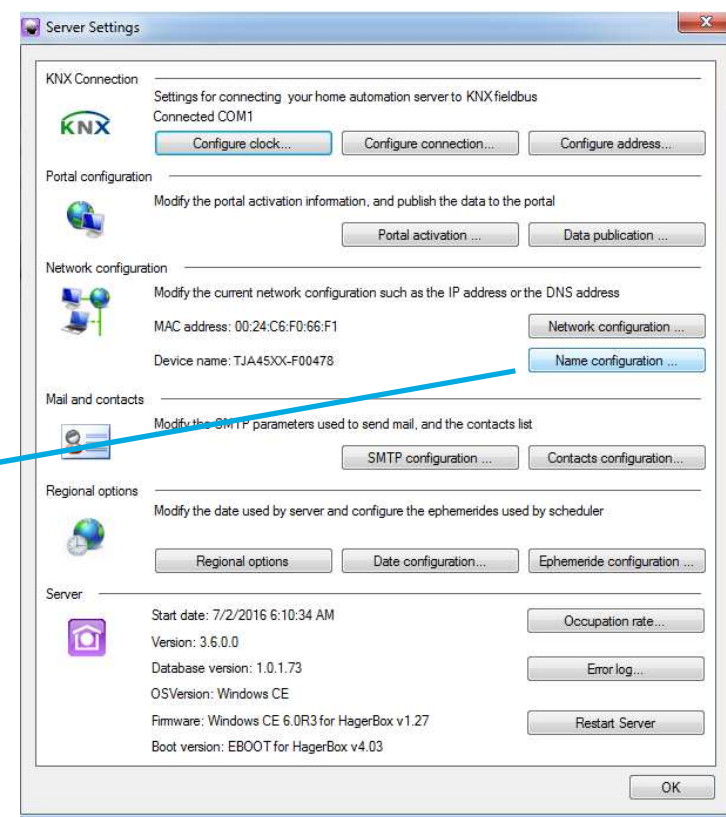 Server Settings
x
KNX Connection
Settings for connecting your home automation server to KNX fieldbus
KNX
Connected COM1
Configure clock... Configure connection... Configure address...
Portal configuration
Modify the portal activation information, and publish the data to the portal
Portal activation ... Data publication ...
Network configuration
Modify the current network configuration such as the IP address or the DNS address
MAC address: 00:24:C6:F0:66:F1 Network configuration ...
Device name: TJA45XX-F00478 Name configuration ...
Mail and contacts
Modify the SMTP parameters used to send mail, and the contacts list
SMTP configuration ... Contacts configuration...
Regional options
Modify the date used by server and configure the ephemerides used by scheduler
Regional options Date configuration... Ephemeride configuration ...
Server
Start date: 7/2/2016 6:10:34 AM Occupation rate...
Version: 3.6.0.0
Database version: 1.0.1.73 Error log...
OSVersion: Windows CE
Firmware: Windows CE 6.0R3 for HagerBox v1.27 Restart Server
Boot version: EBOOT for HagerBox v4.03
OK